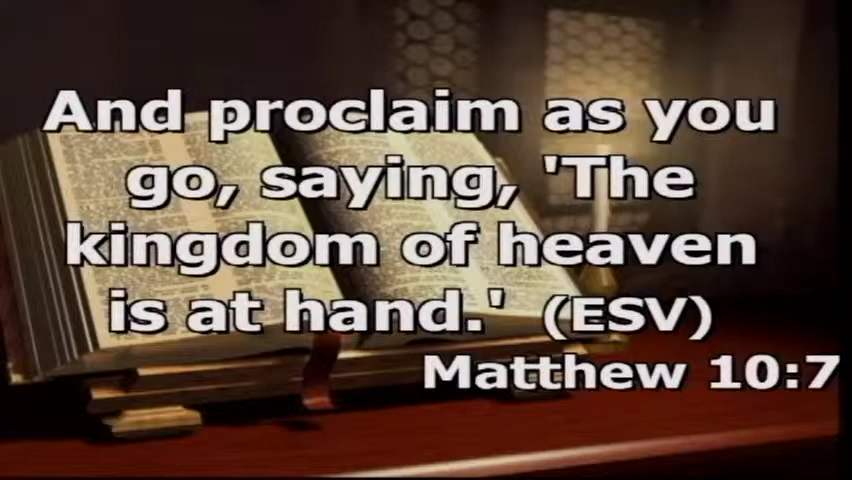 And proclaim as you
go, saying, 'The
kingdom of heaven
is at hand.' (ESV)
Matthew 10:7